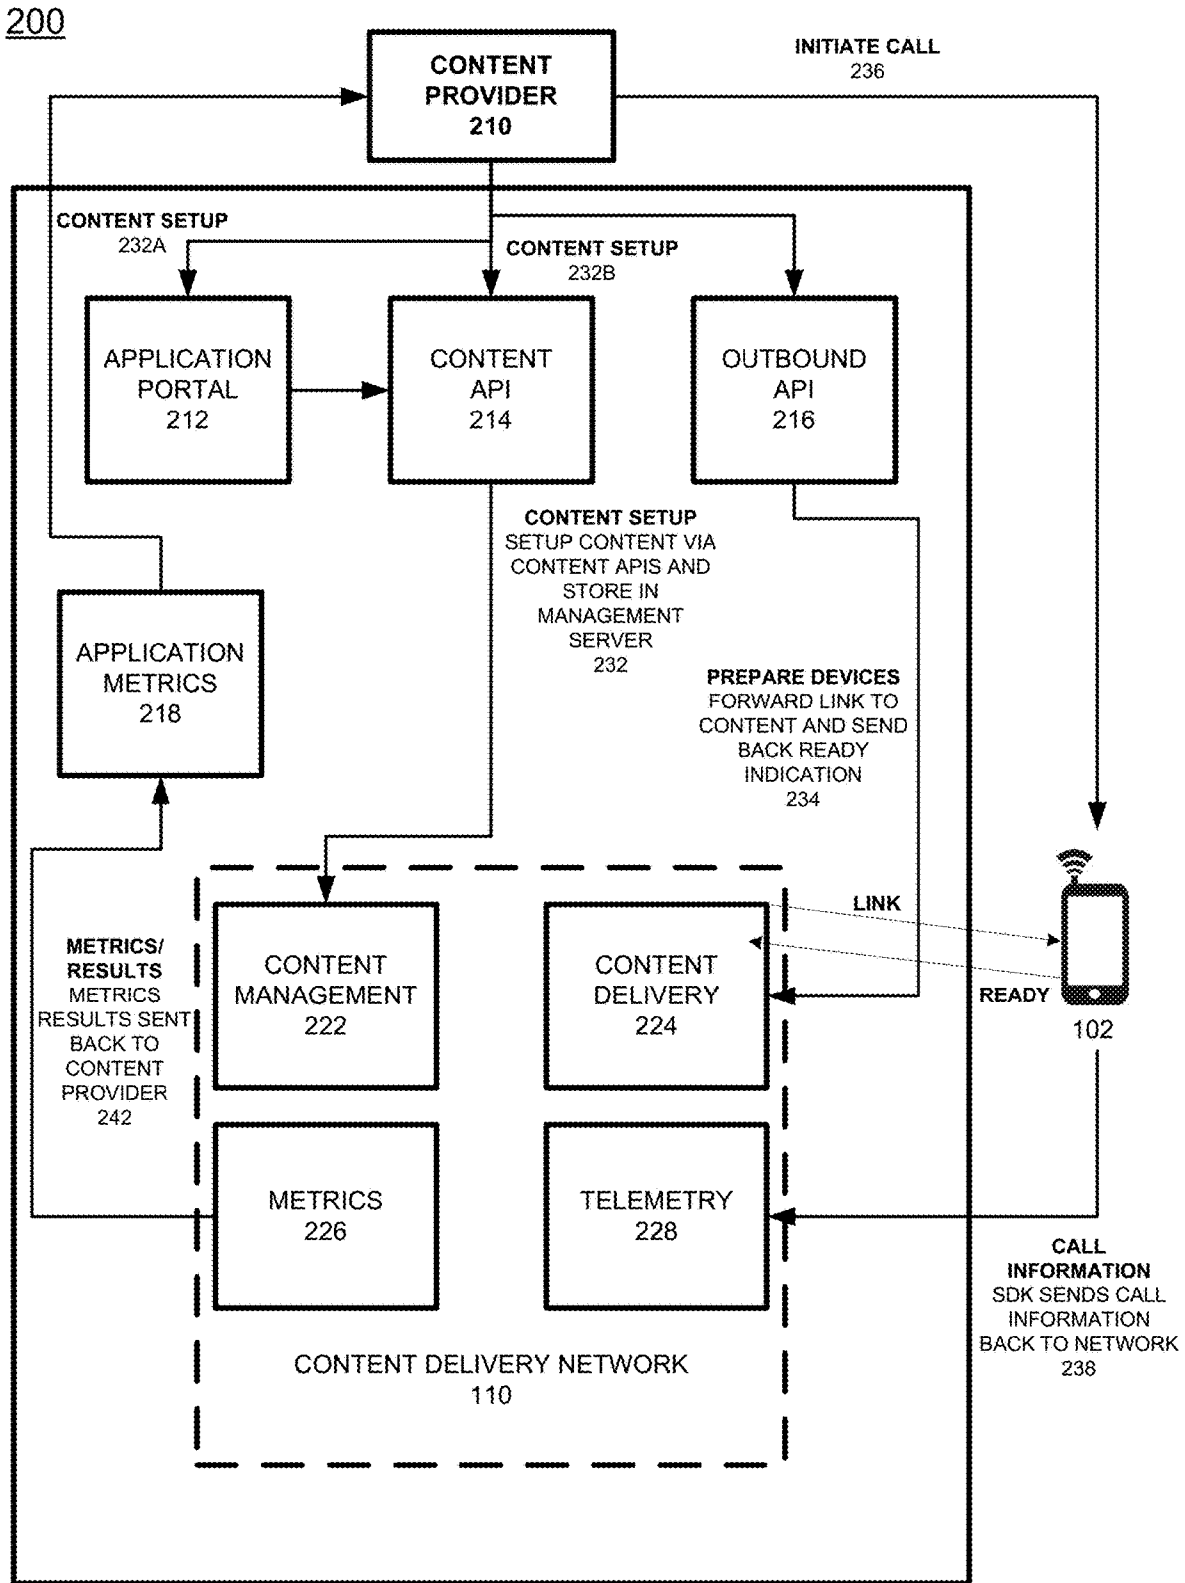 200
CONTENT
PROVIDER
210
INITIATE CALL
236
CONTENT SETUP
232A
CONTENT SETUP
232B
APPLICATION
PORTAL
212
CONTENT
API
214
OUTBOUND
API
216
CONTENT SETUP
SETUP CONTENT VIA
CONTENT APIS AND
STORE IN
MANAGEMENT
SERVER
232
APPLICATION
METRICS
218
PREPARE DEVICES
FORWARD LINK TO
CONTENT AND SEND
BACK READY
INDICATION
234
METRICS/
RESULTS
METRICS
RESULTS SENT
BACK TO
CONTENT
PROVIDER
242
CONTENT
MANAGEMENT
222
CONTENT
DELIVERY
224
LINK
READY
102
METRICS
226
TELEMETRY
228
CALL
INFORMATION
SDK SENDS CALL
INFORMATION
BACK TO NETWORK
238
CONTENT DELIVERY NETWORK
110